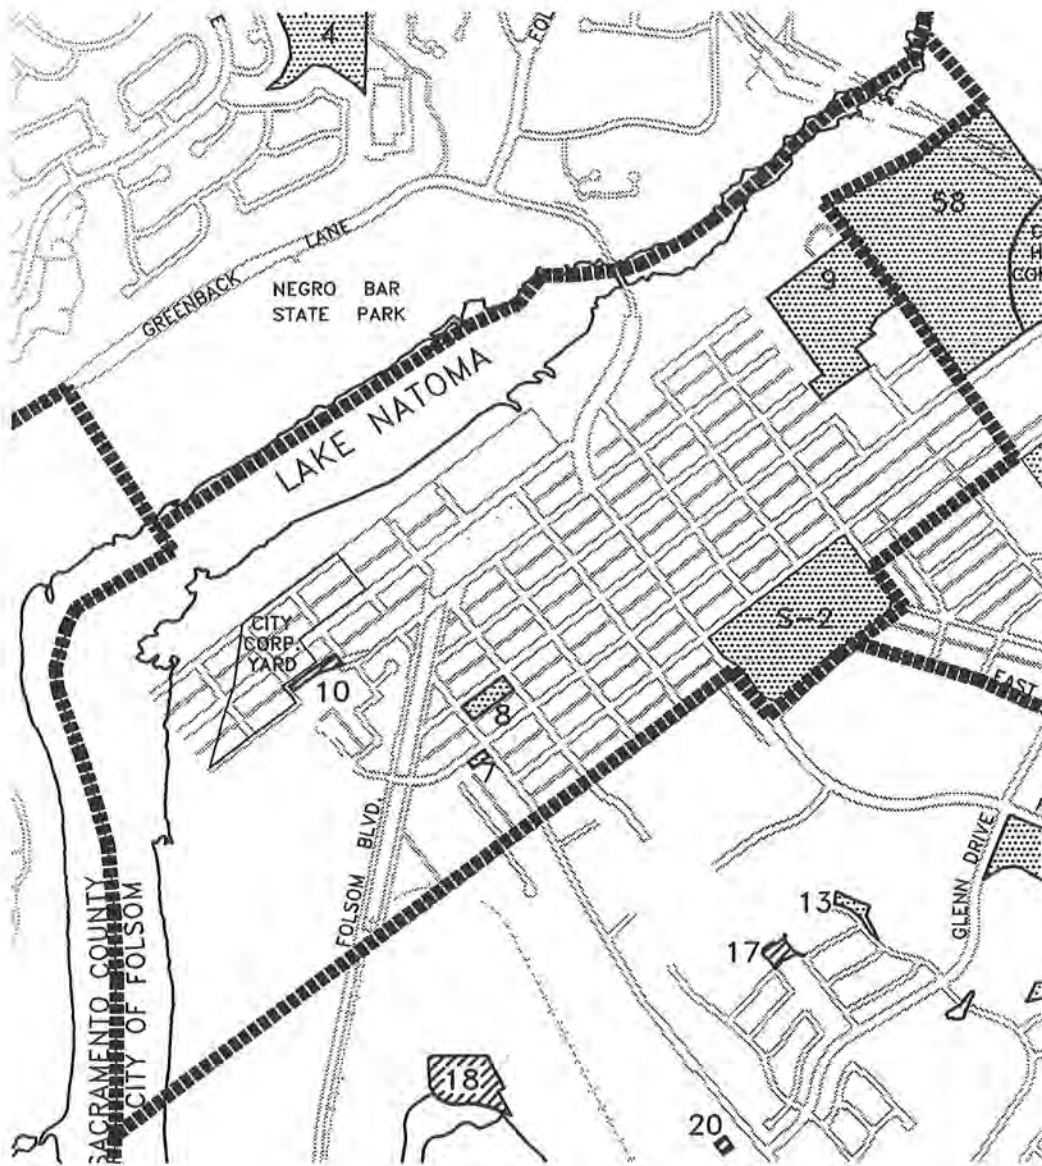 4
58
9
GREENBACK LANE
NEGRO BAR
STATE PARK
LAKE NATOMA
S-2
CITY
CORP.
YARD
10
8
7
EAST
FOLSOM BLVD.
GLENN DRIVE
13
17
SACRAMENTO COUNTY
CITY OF FOLSOM
18
20